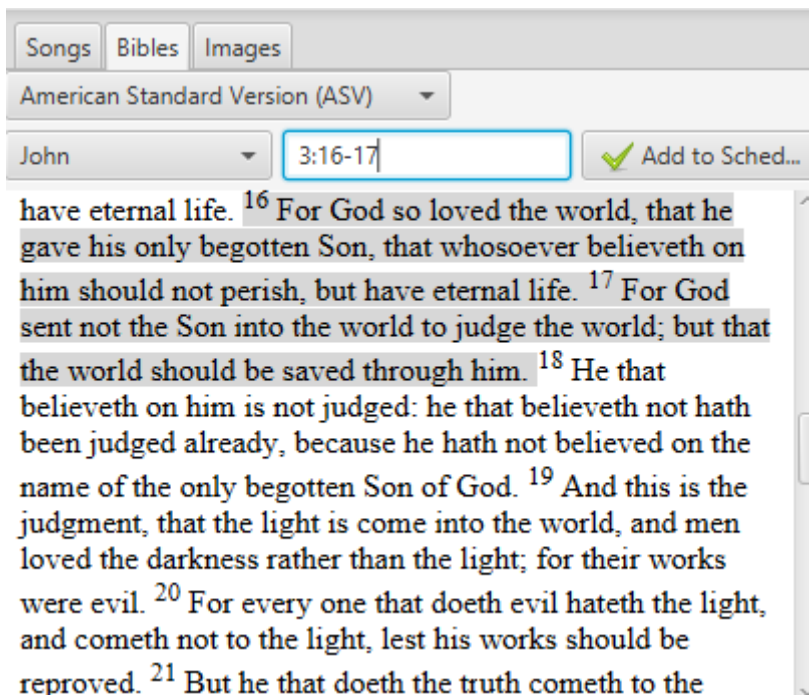 Songs Bibles Images
American Standard Version (ASV)
John 3:16-17 Add to Sched...
have eternal life. 16 For God so loved the world, that he
gave his only begotten Son, that whosoever believeth on
him should not perish, but have eternal life. 17 For God
sent not the Son into the world to judge the world; but that
the world should be saved through him. 18 He that
believeth on him is not judged: he that believeth not hath
been judged already, because he hath not believed on the
name of the only begotten Son of God. 19 And this is the
judgment, that the light is come into the world, and men
loved the darkness rather than the light; for their works
were evil. 20 For every one that doeth evil hateth the light,
and cometh not to the light, lest his works should be
reproved. 21 But he that doeth the truth cometh to the